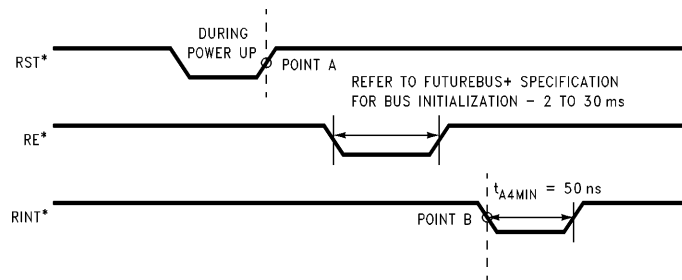 DURING
POWER UP
RST*
POINT A
REFER TO FUTUREBUS+ SPECIFICATION
FOR BUS INITIALIZATION – 2 TO 30 ms
RE*
tA4MIN = 50 ns
RINT*
POINT B